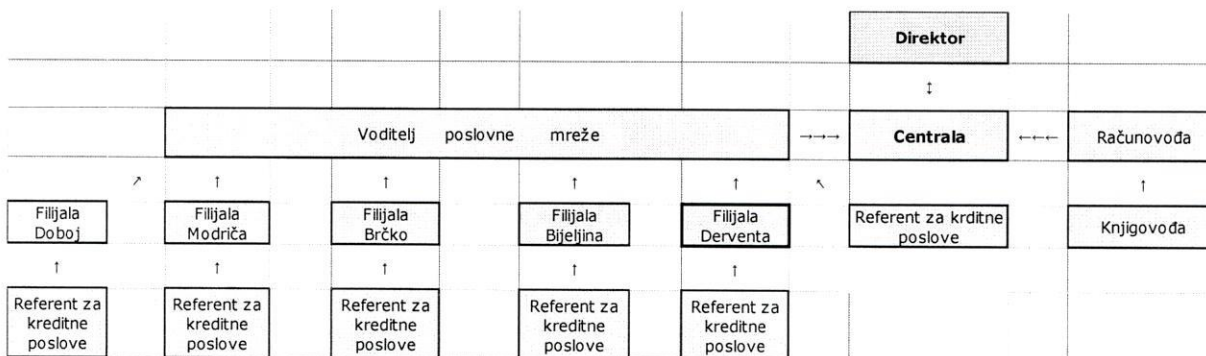 Direktor
↕
Voditelj poslovne mreže →→→ Centrala ←←← Računovođa
↗ ↑ ↑ ↑ ↑ ↖ ↑
Filijala
Doboj
Filijala
Modriča
Filijala
Brčko
Filijala
Bijeljina
Filijala
Derventa
Referent za krditne
poslove
Knjigovođa
↑ ↑ ↑ ↑ ↑
Referent za
kreditne
poslove
Referent za
kreditne
poslove
Referent za
kreditne
poslove
Referent za
kreditne
poslove
Referent za
kreditne
poslove